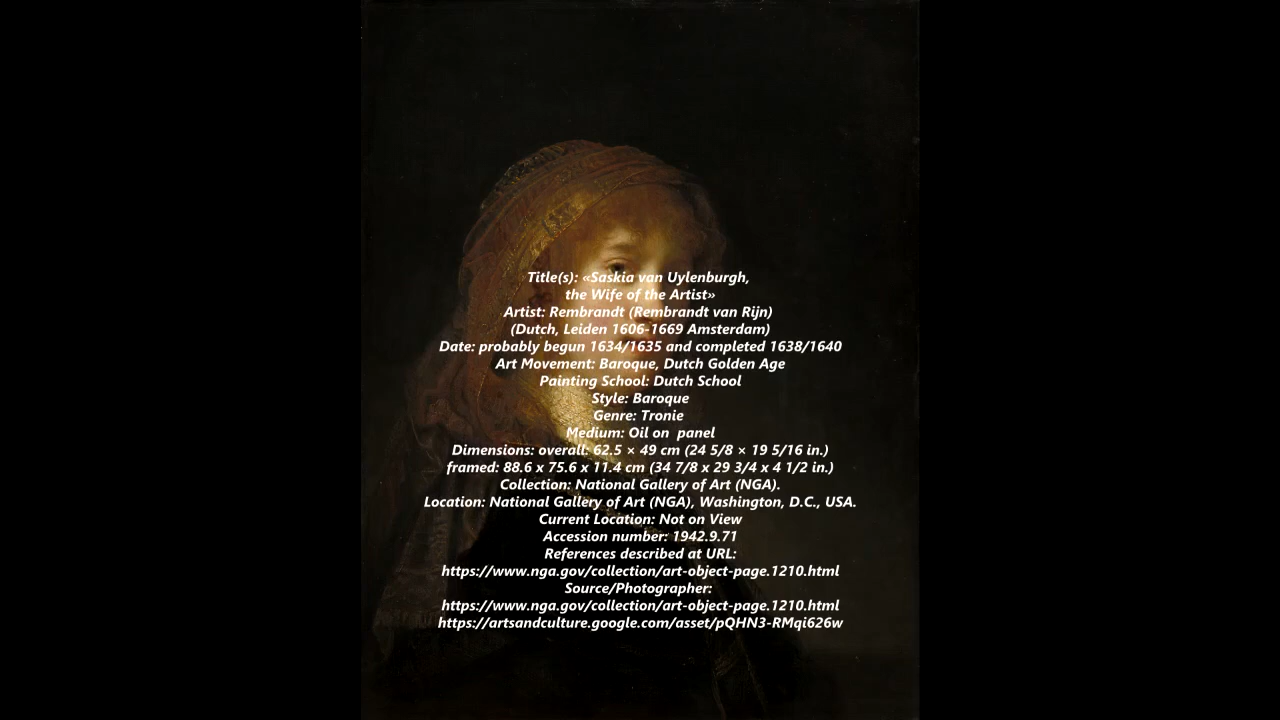 Title(s): «Saskia van Uylenburgh,
the Wife of the Artist»
Artist: Rembrandt (Rembrandt van Rijn)
(Dutch, Leiden 1606-1669 Amsterdam)
Date: probably begun 1634/1635 and completed 1638/1640
Art Movement: Baroque, Dutch Golden Age
Painting School: Dutch School
Style: Baroque
Genre: Tronie
Medium: Oil on  panel
Dimensions: overall: 62.5 × 49 cm (24 5/8 × 19 5/16 in.)
framed: 88.6 x 75.6 x 11.4 cm (34 7/8 x 29 3/4 x 4 1/2 in.)
Collection: National Gallery of Art (NGA).
Location: National Gallery of Art (NGA), Washington, D.C., USA.
Current Location: Not on View
Accession number: 1942.9.71
References described at URL:
https://www.nga.gov/collection/art-object-page.1210.html
Source/Photographer:
https://www.nga.gov/collection/art-object-page.1210.html
https://artsandculture.google.com/asset/pQHN3-RMqi626w